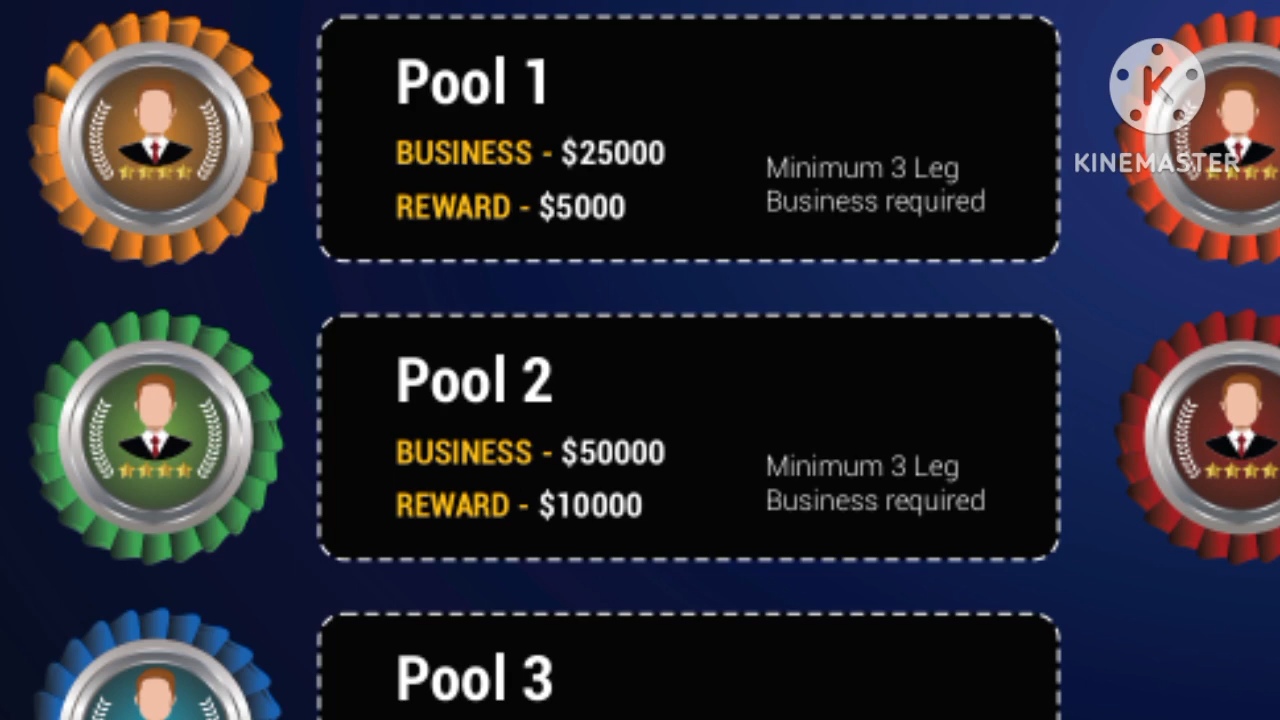 Pool 1
BUSINESS - $25000
REWARD - $5000
Minimum 3 Leg
Business required
KINEMASTER
Pool 2
BUSINESS - $50000
REWARD - $10000
Minimum 3 Leg
Business required
Pool 3